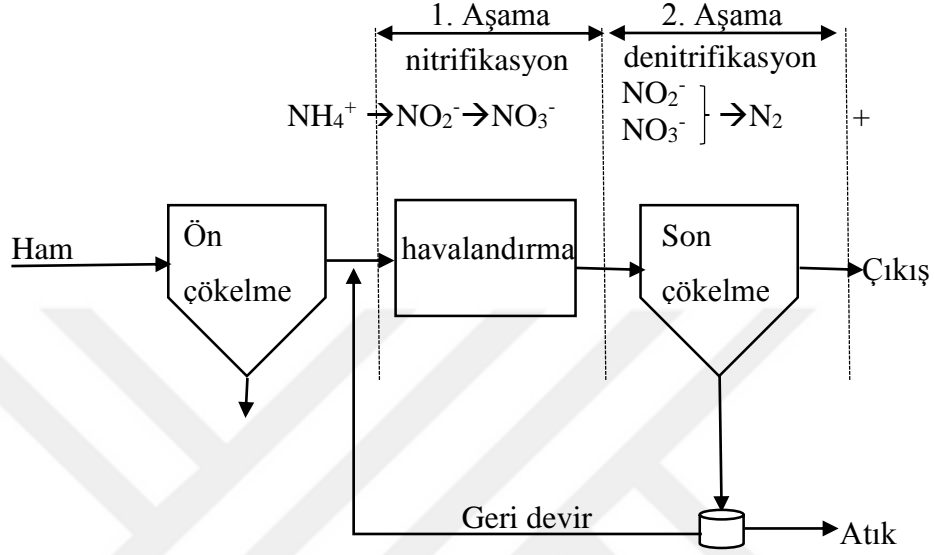 1. Aşama
nitrifikasyon
2. Aşama
denitrifikasyon
NH₄⁺ → NO₂⁻ → NO₃⁻
NO₂⁻
NO₃⁻
→ N₂
+
Ham
Ön
çökelme
havalandırma
Son
çökelme
Çıkış
Geri devir
Atık